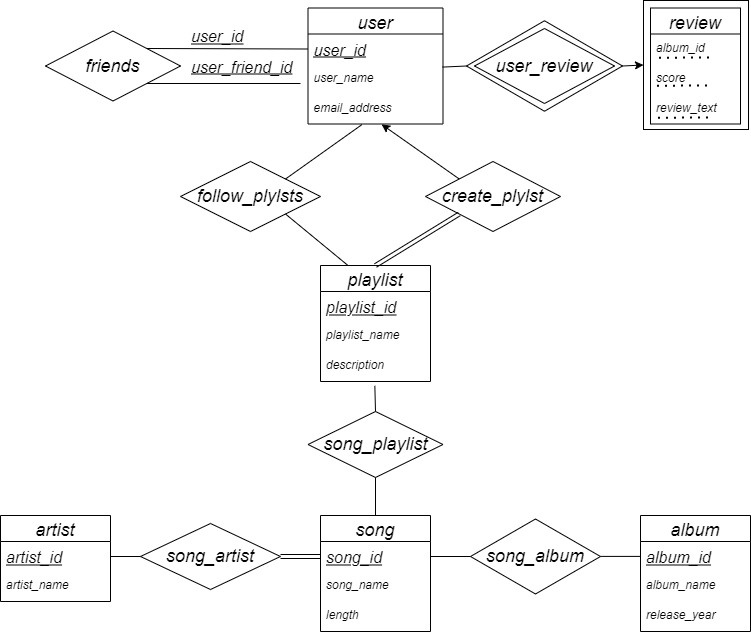 user
review
user_id
user_id
album_id
friends
user_friend_id
user_name
user_review
score
email_address
review_text
follow_plylsts
create_plylst
playlist
playlist_id
playlist_name
description
song_playlist
artist
song
album
artist_id
song_artist
song_id
song_album
album_id
artist_name
song_name
album_name
length
release_year